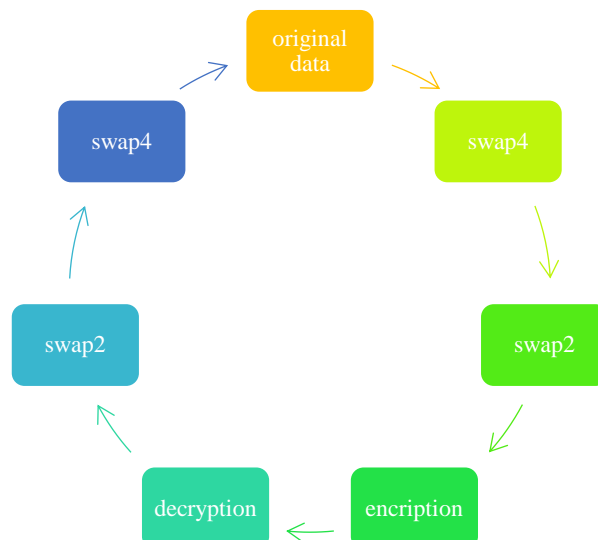 original
data
swap4
swap2
encription
decryption
swap2
swap4